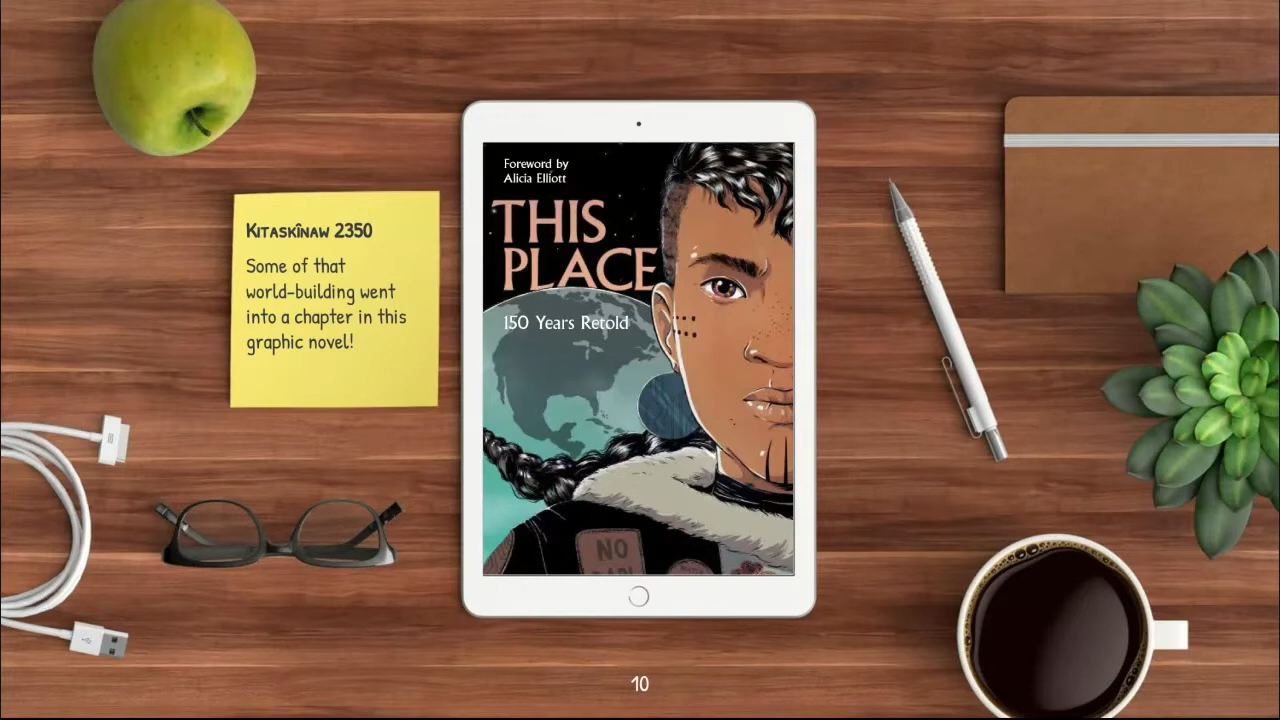 Kitaskînaw 2350
Some of that
world-building went
into a chapter in this
graphic novel!
Foreword by
Alicia Elliott
THIS
PLACE
150 Years Retold
NO
10